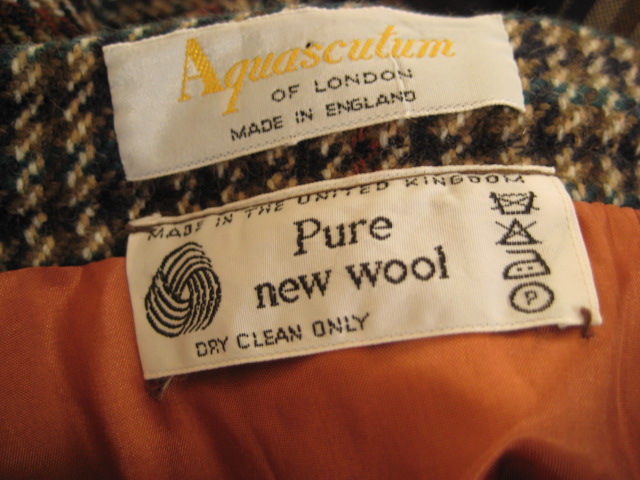 Aquascutum
OF LONDON
MADE IN ENGLAND
MADE IN THE UNITED KINGDOM
Pure
new wool
DRY CLEAN ONLY
P